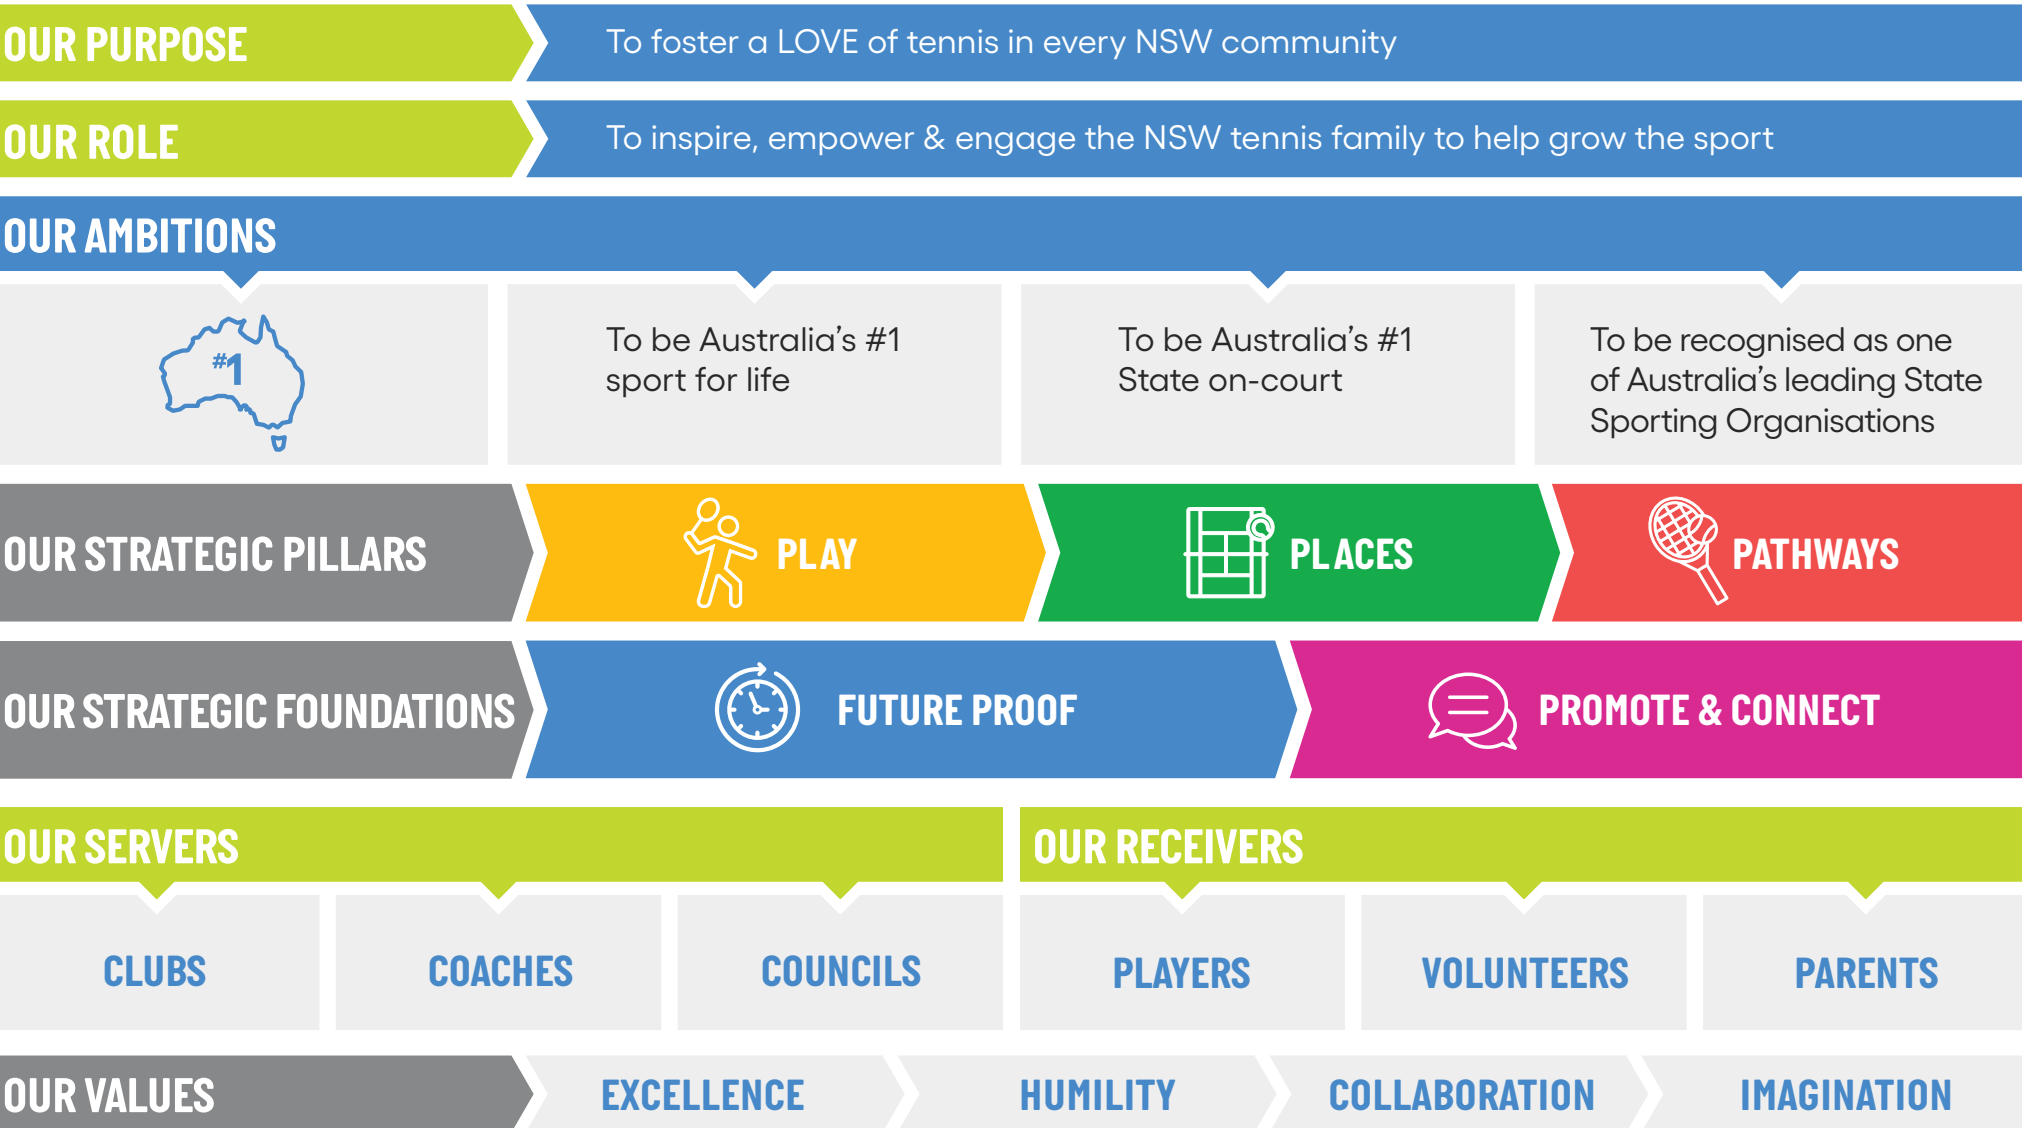 OUR PURPOSE
To foster a LOVE of tennis in every NSW community
OUR ROLE
To inspire, empower & engage the NSW tennis family to help grow the sport
OUR AMBITIONS
#1
To be Australia's #1
sport for life
To be Australia's #1
State on-court
To be recognised as one
of Australia's leading State
Sporting Organisations
OUR STRATEGIC PILLARS
PLAY
PLACES
PATHWAYS
OUR STRATEGIC FOUNDATIONS
FUTURE PROOF
PROMOTE & CONNECT
OUR SERVERS
CLUBS
COACHES
COUNCILS
OUR RECEIVERS
PLAYERS
VOLUNTEERS
PARENTS
OUR VALUES
EXCELLENCE
HUMILITY
COLLABORATION
IMAGINATION